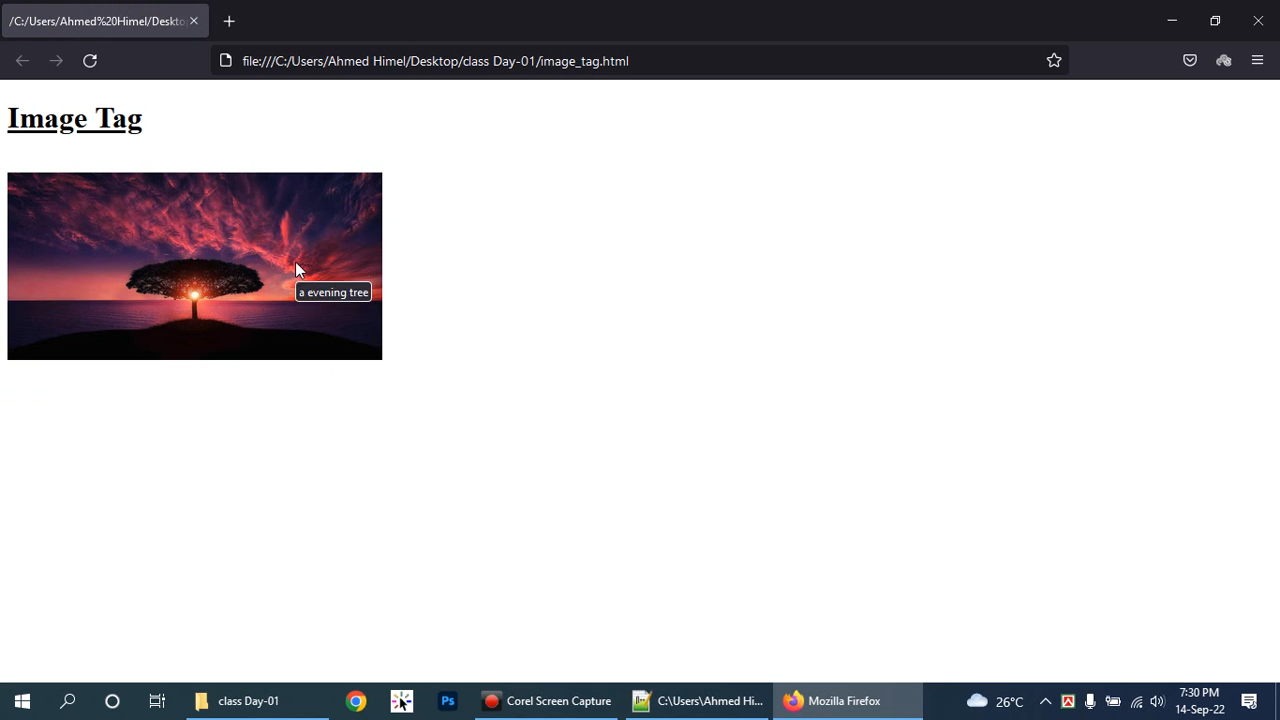 /C:/Users/Ahmed%20Himel/Deskto
file:///C:/Users/Ahmed Himel/Desktop/class Day-01/image_tag.html
Image Tag
a evening tree
class Day-01
Ps
Corel Screen Capture
C:\Users\Ahmed Hi...
Mozilla Firefox
26°C
7:30 PM
14-Sep-22